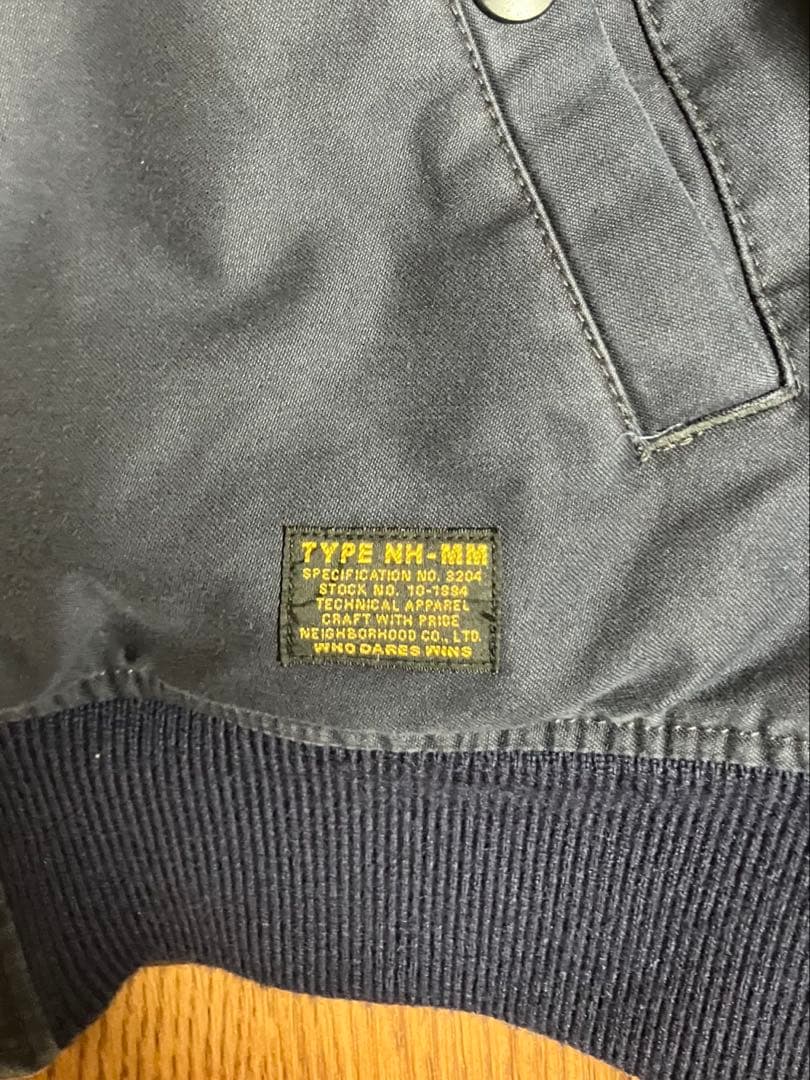 TYPE NH-MM
SPECIFICATION NO. 3204
STOCK NO. 10-1994
TECHNICAL APPAREL
CRAFT WITH PRIDE
NEIGHBORHOOD CO., LTD.
WHO DARES WINS